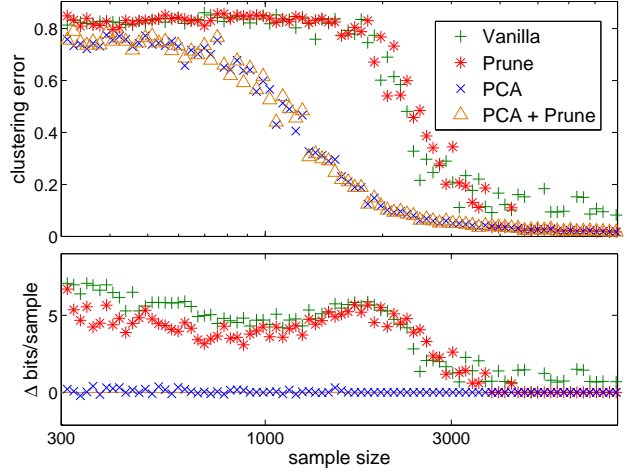 0.8
0.6
0.4
0.2
0
clustering error
Vanilla
Prune
PCA
PCA + Prune
5
0
Δ bits/sample
300
1000
3000
sample size